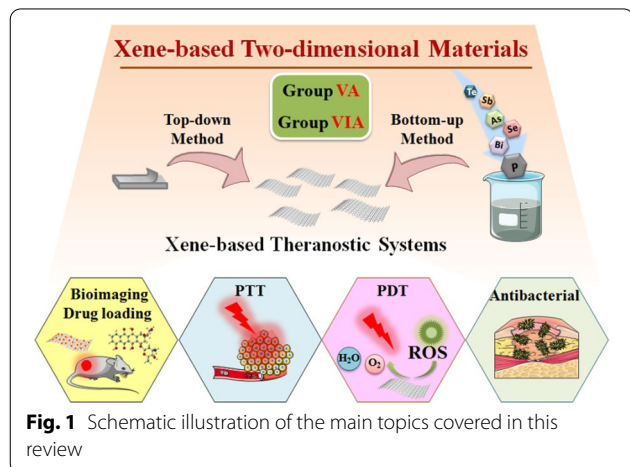 Xene-based Two-dimensional Materials
Group VA
Group VIA
Top-down
Method
Bottom-up
Method
Te
Sb
As
Se
Bi
P
Xene-based Theranostic Systems
Bioimaging
Drug loading
PTT
PDT
H₂O
O₂
ROS
Antibacterial
Fig. 1 Schematic illustration of the main topics covered in this
review